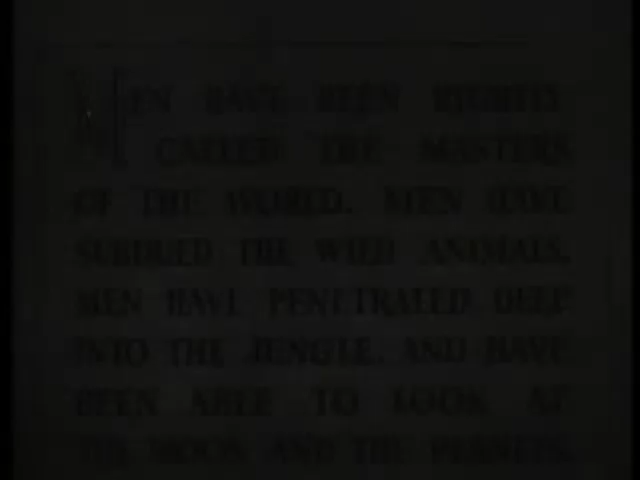 MEN HAVE BEEN RIGHTLY
CALLED THE MASTERS
OF THE WORLD. MEN HAVE
SUBDUED THE WILD ANIMALS.
MEN HAVE PENETRATED DEEP
INTO THE JUNGLE, AND HAVE
BEEN ABLE TO LOOK AT
THE MOON AND THE PLANETS.